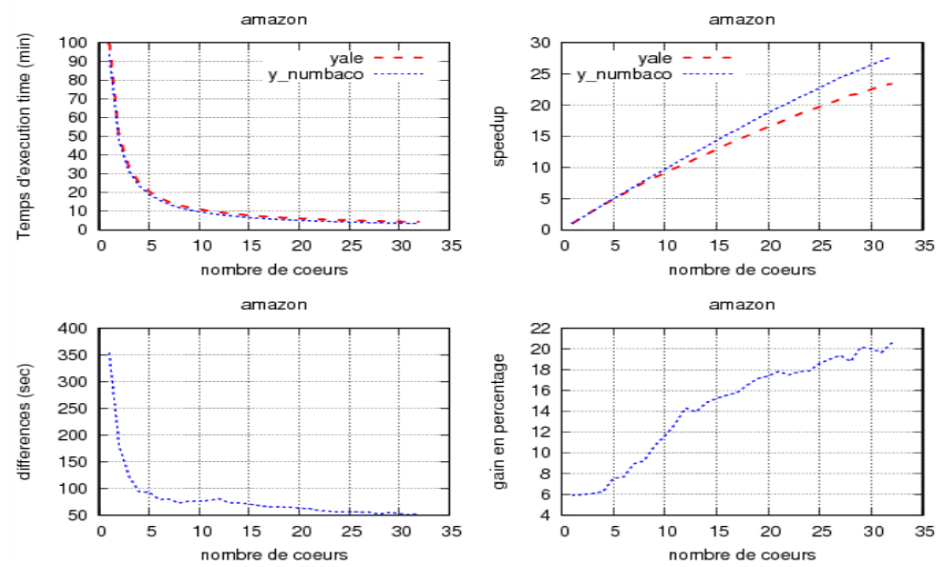 amazon
Temps d'execution time (min)
100
90
80
70
60
50
40
30
20
10
0
yale
y_numbaco
0 5 10 15 20 25 30 35
nombre de coeurs
amazon
speedup
30
25
20
15
10
5
0
yale
y_numbaco
0 5 10 15 20 25 30 35
nombre de coeurs
amazon
differences (sec)
400
350
300
250
200
150
100
50
0 5 10 15 20 25 30 35
nombre de coeurs
amazon
gain en percentage
22
20
18
16
14
12
10
8
6
4
0 5 10 15 20 25 30 35
nombre de coeurs